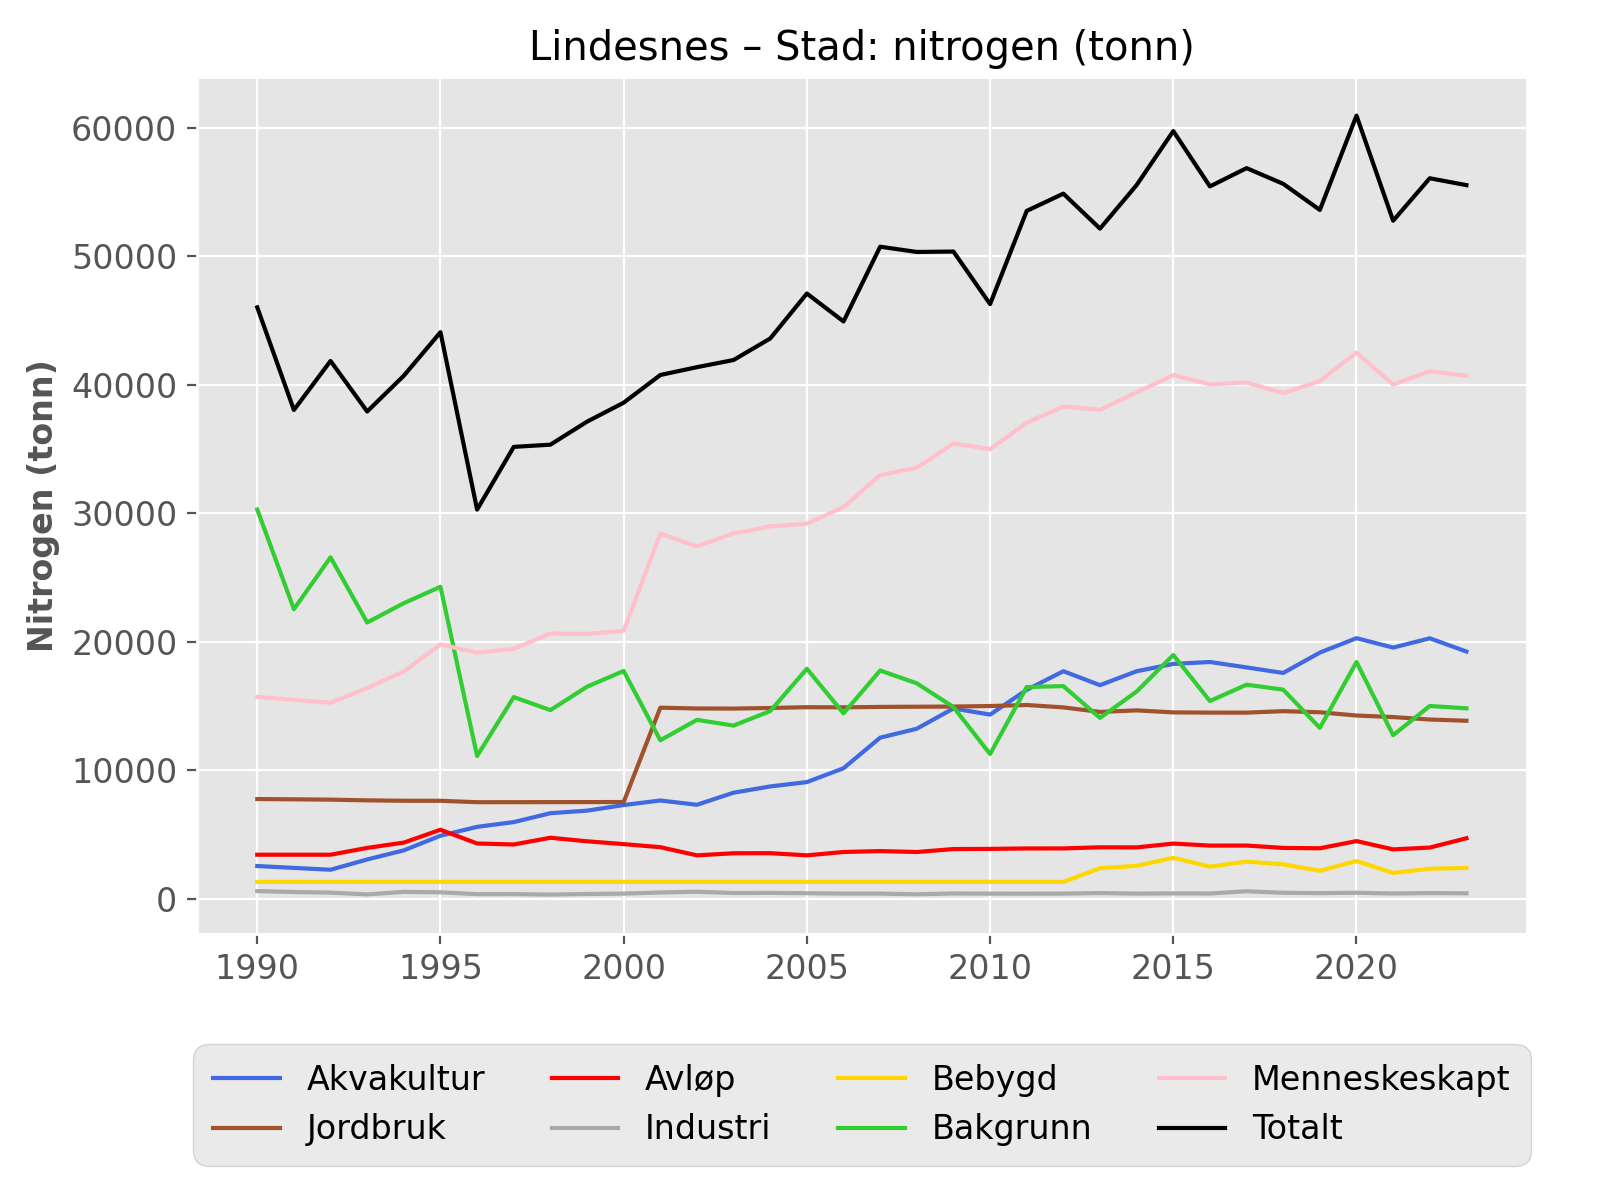 Lindesnes – Stad: nitrogen (tonn)
Nitrogen (tonn)
60000
50000
40000
30000
20000
10000
0
1990 1995 2000 2005 2010 2015 2020
Akvakultur Avløp Bebygd Menneskeskapt
Jordbruk Industri Bakgrunn Totalt